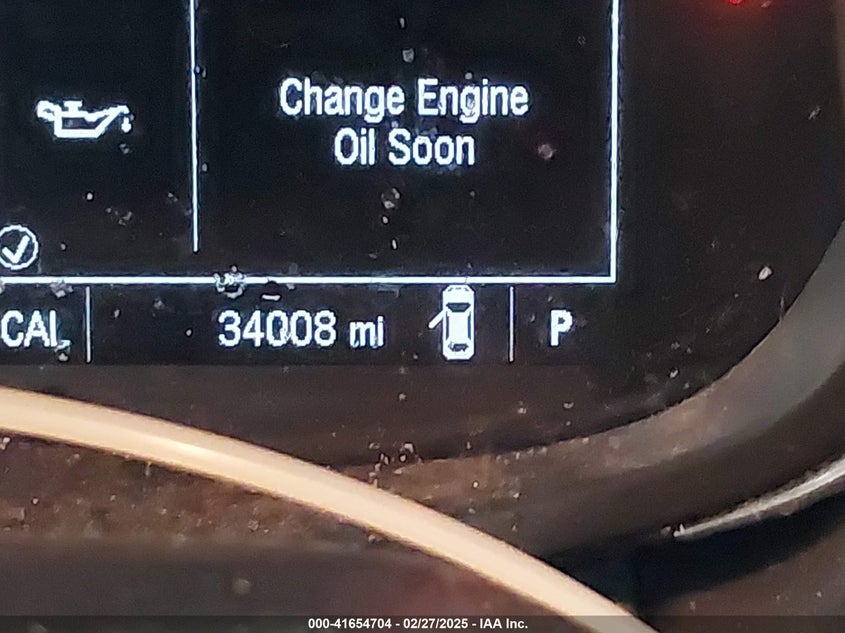 Change Engine
Oil Soon
CAL
34008 mi
P
000-41654704 - 02/27/2025 - IAA Inc.